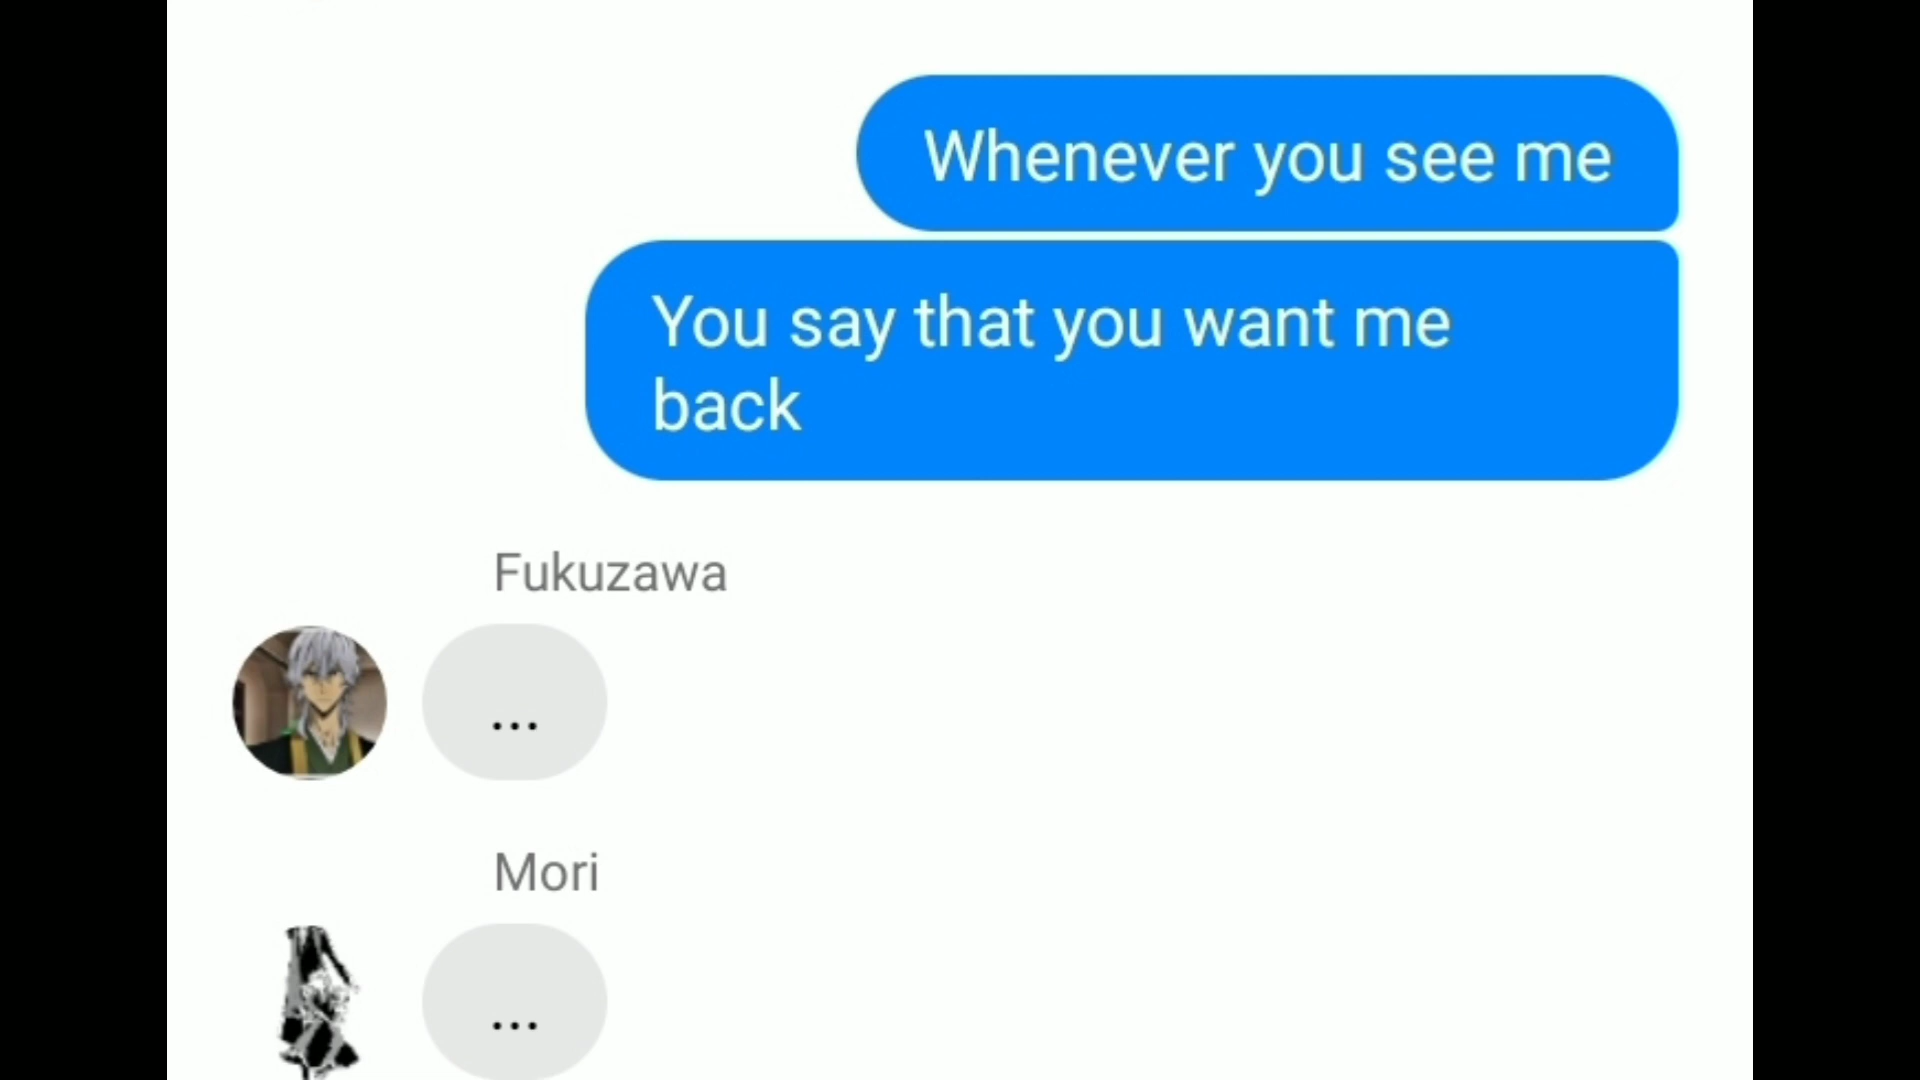 Whenever you see me
You say that you want me
back
Fukuzawa
...
Mori
...